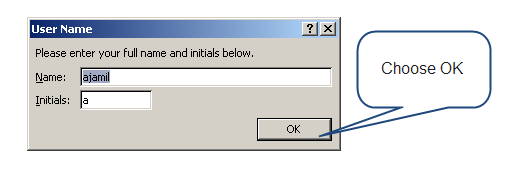 User Name
Please enter your full name and initials below.
Name: ajamil
Initials: a
OK
Choose OK